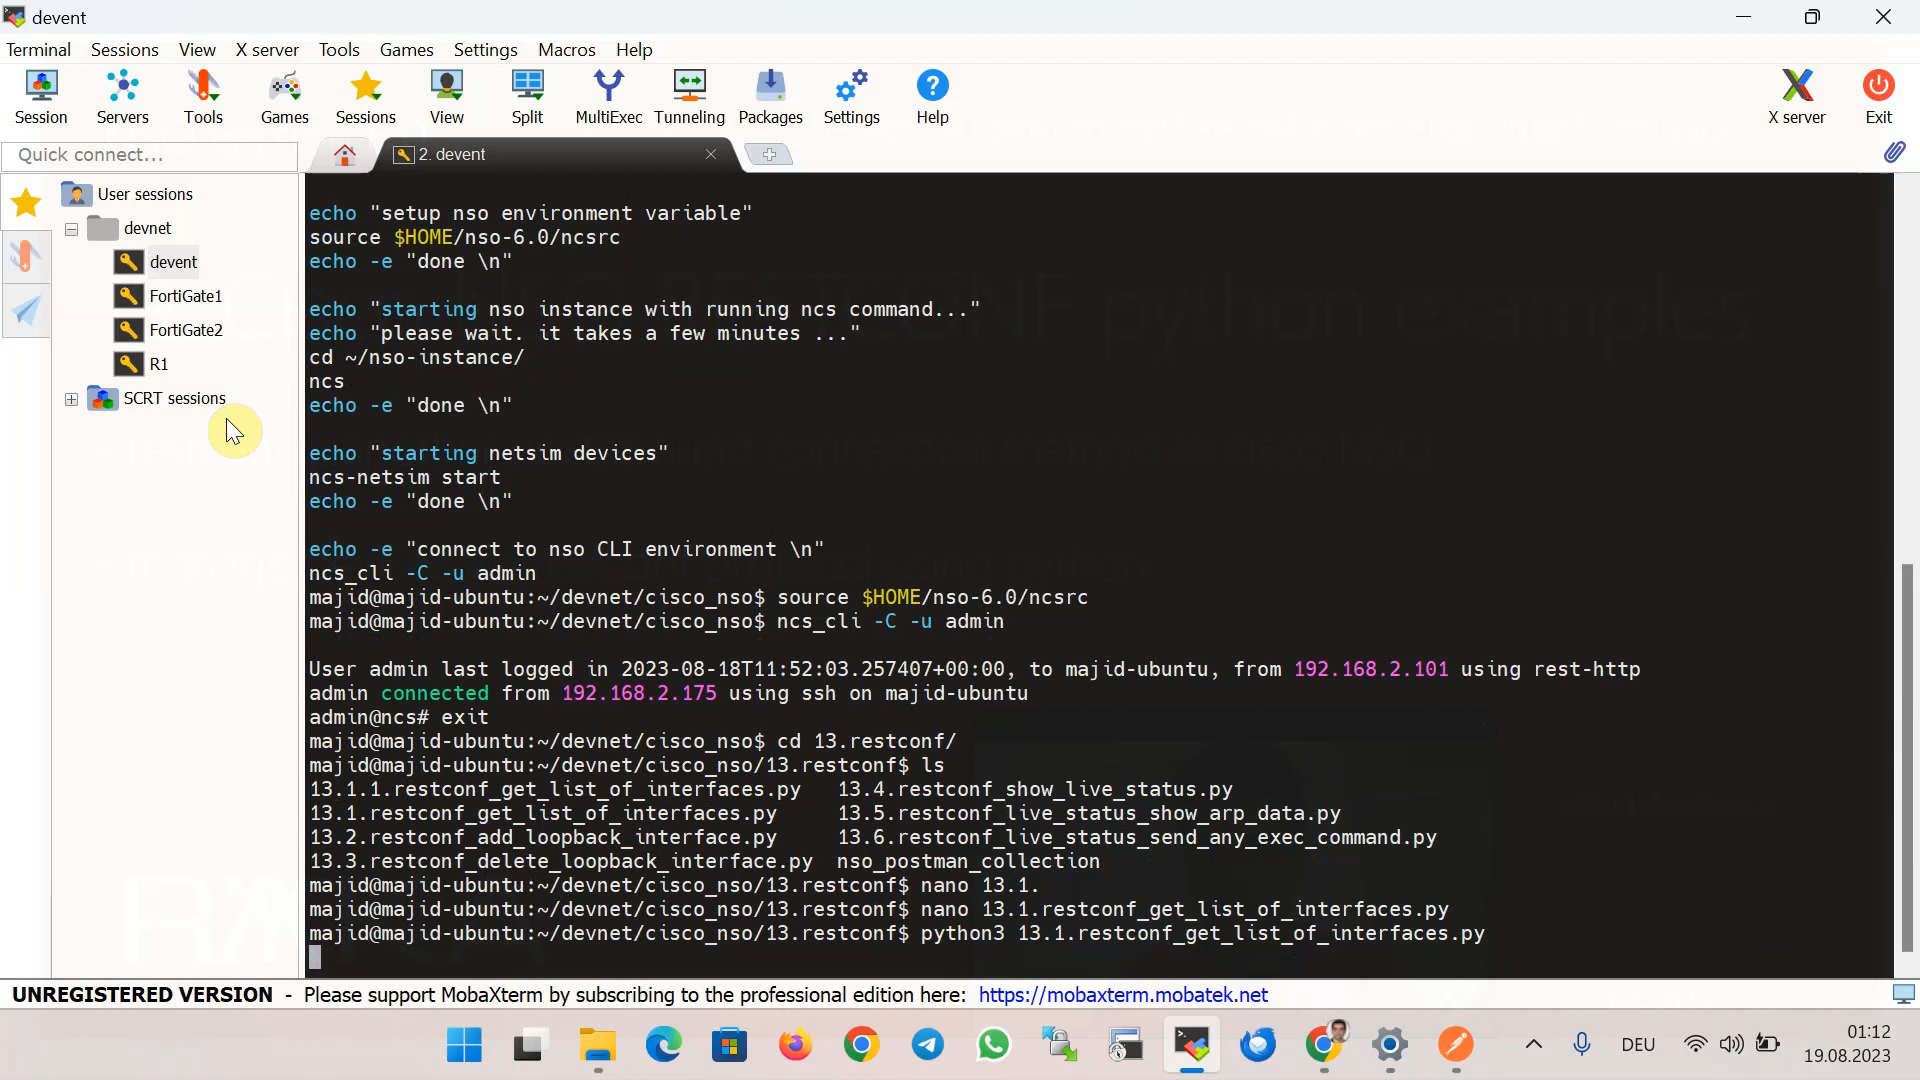 devent
Terminal Sessions View X server Tools Games Settings Macros Help
Session Servers Tools Games Sessions View Split MultiExec Tunneling Packages Settings Help X server Exit
Quick connect...
2. devent
User sessions
devnet
devent
FortiGate1
FortiGate2
R1
SCRT sessions
echo "setup nso environment variable"
source $HOME/nso-6.0/ncsrc
echo -e "done \n"
echo "starting nso instance with running ncs command..."
echo "please wait. it takes a few minutes ..."
cd ~/nso-instance/
ncs
echo -e "done \n"
echo "starting netsim devices"
ncs-netsim start
echo -e "done \n"
echo -e "connect to nso CLI environment \n"
ncs_cli -C -u admin
majid@majid-ubuntu:~/devnet/cisco_nso$ source $HOME/nso-6.0/ncsrc
majid@majid-ubuntu:~/devnet/cisco_nso$ ncs_cli -C -u admin
User admin last logged in 2023-08-18T11:52:03.257407+00:00, to majid-ubuntu, from 192.168.2.101 using rest-http
admin connected from 192.168.2.175 using ssh on majid-ubuntu
admin@ncs# exit
majid@majid-ubuntu:~/devnet/cisco_nso$ cd 13.restconf/
majid@majid-ubuntu:~/devnet/cisco_nso/13.restconf$ ls
13.1.1.restconf_get_list_of_interfaces.py 13.4.restconf_show_live_status.py
13.1.restconf_get_list_of_interfaces.py 13.5.restconf_live_status_show_arp_data.py
13.2.restconf_add_loopback_interface.py 13.6.restconf_live_status_send_any_exec_command.py
13.3.restconf_delete_loopback_interface.py nso_postman_collection
majid@majid-ubuntu:~/devnet/cisco_nso/13.restconf$ nano 13.1.
majid@majid-ubuntu:~/devnet/cisco_nso/13.restconf$ nano 13.1.restconf_get_list_of_interfaces.py
majid@majid-ubuntu:~/devnet/cisco_nso/13.restconf$ python3 13.1.restconf_get_list_of_interfaces.py
UNREGISTERED VERSION - Please support MobaXterm by subscribing to the professional edition here: https://mobaxterm.mobatek.net
DEU
01:12
19.08.2023